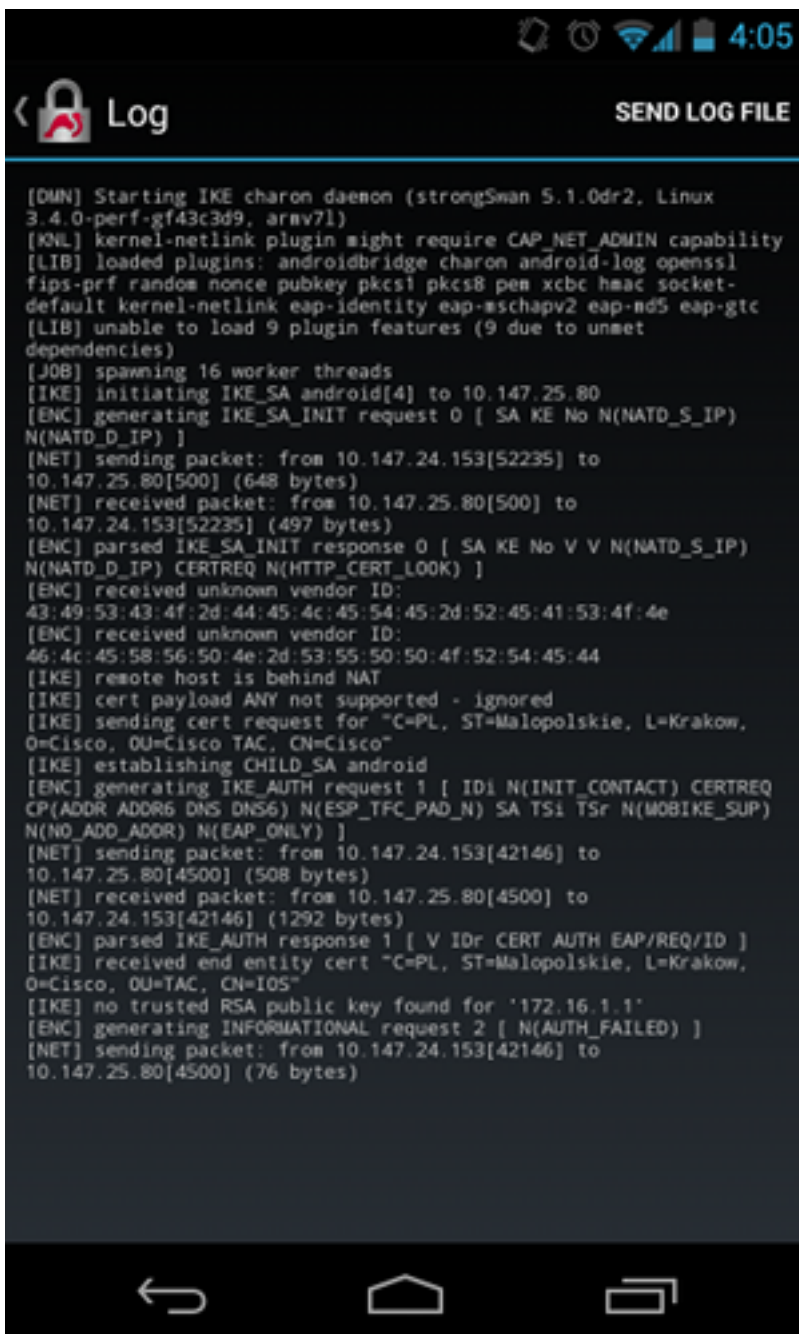 4:05
Log
SEND LOG FILE
[DMN] Starting IKE charon daemon (strongSwan 5.1.0dr2, Linux
3.4.0-perf-gf43c3d9, armv7l)
[KNL] kernel-netlink plugin might require CAP_NET_ADMIN capability
[LIB] loaded plugins: androidbridge charon android-log openssl
fips-prf random nonce pubkey pkcs1 pkcs8 pem xcbc hmac socket-
default kernel-netlink eap-identity eap-mschapv2 eap-md5 eap-gtc
[LIB] unable to load 9 plugin features (9 due to unmet
dependencies)
[JOB] spawning 16 worker threads
[IKE] initiating IKE_SA android[4] to 10.147.25.80
[ENC] generating IKE_SA_INIT request 0 [ SA KE No N(NATD_S_IP)
N(NATD_D_IP) ]
[NET] sending packet: from 10.147.24.153[52235] to
10.147.25.80[500] (648 bytes)
[NET] received packet: from 10.147.25.80[500] to
10.147.24.153[52235] (497 bytes)
[ENC] parsed IKE_SA_INIT response 0 [ SA KE No V V N(NATD_S_IP)
N(NATD_D_IP) CERTREQ N(HTTP_CERT_LOOK) ]
[ENC] received unknown vendor ID:
43:49:53:43:4f:2d:44:45:4c:45:54:45:2d:52:45:41:53:4f:4e
[ENC] received unknown vendor ID:
46:4c:45:58:56:50:4e:2d:53:55:50:50:4f:52:54:45:44
[IKE] remote host is behind NAT
[IKE] cert payload ANY not supported - ignored
[IKE] sending cert request for "C=PL, ST=Malopolskie, L=Krakow,
O=Cisco, OU=Cisco TAC, CN=Cisco"
[IKE] establishing CHILD_SA android
[ENC] generating IKE_AUTH request 1 [ IDi N(INIT_CONTACT) CERTREQ
CP(ADDR ADDR6 DNS DNS6) N(ESP_TFC_PAD_N) SA TSi TSr N(MOBIKE_SUP)
N(NO_ADD_ADDR) N(EAP_ONLY) ]
[NET] sending packet: from 10.147.24.153[42146] to
10.147.25.80[4500] (508 bytes)
[NET] received packet: from 10.147.25.80[4500] to
10.147.24.153[42146] (1292 bytes)
[ENC] parsed IKE_AUTH response 1 [ V IDr CERT AUTH EAP/REQ/ID ]
[IKE] received end entity cert "C=PL, ST=Malopolskie, L=Krakow,
O=Cisco, OU=TAC, CN=IOS"
[IKE] no trusted RSA public key found for '172.16.1.1'
[ENC] generating INFORMATIONAL request 2 [ N(AUTH_FAILED) ]
[NET] sending packet: from 10.147.24.153[42146] to
10.147.25.80[4500] (76 bytes)